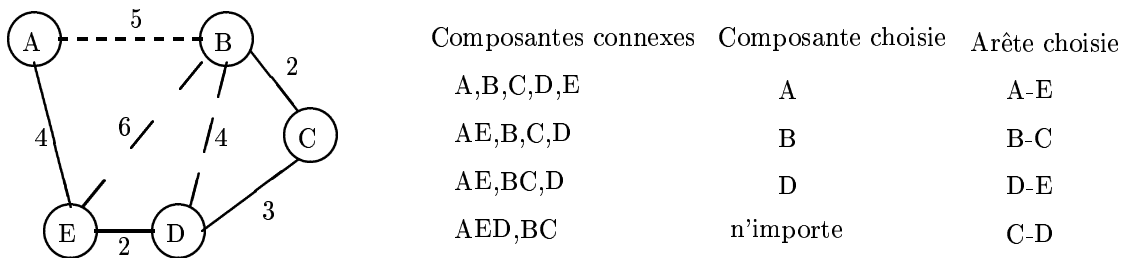 5
A B
Composantes connexes Composante choisie Arête choisie
2
A,B,C,D,E A A-E
4 6 4 C
AE,B,C,D B B-C
AE,BC,D D D-E
3
E D
2
AED,BC n'importe C-D